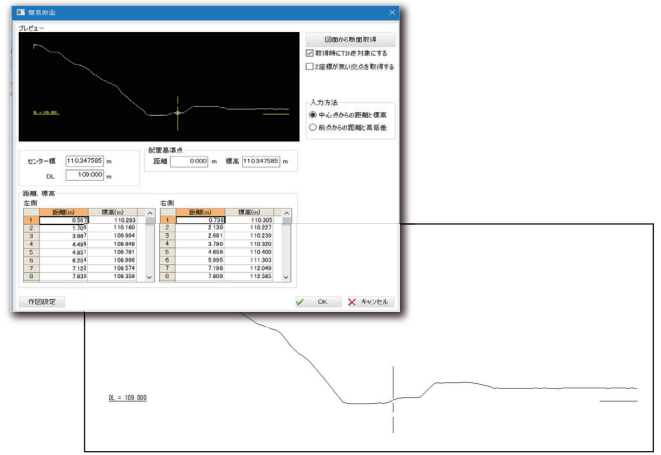 簡易断面
プレビュー
DL = 109.000
図面から断面取得
取得時にTINを対象にする
Z座標が無い交点を取得する
入力方法
中心点からの距離と標高
前点からの距離と高低差
センター標 110.347585 m
DL 109.000 m
配置基準点
距離 0.000 m 標高 110.347585 m
距離、標高
左側
距離(m) 標高(m)
1 0.567 110.283
2 1.709 110.160
3 3.987 109.994
4 4.498 109.948
5 4.851 109.781
6 6.254 108.996
7 7.122 108.574
8 7.830 108.359
右側
距離(m) 標高(m)
1 0.736 110.305
2 2.130 110.227
3 2.681 110.239
4 3.790 110.320
5 4.659 110.400
6 5.995 111.303
7 7.198 112.049
8 7.809 112.585
作図設定
OK
キャンセル
DL = 109.000